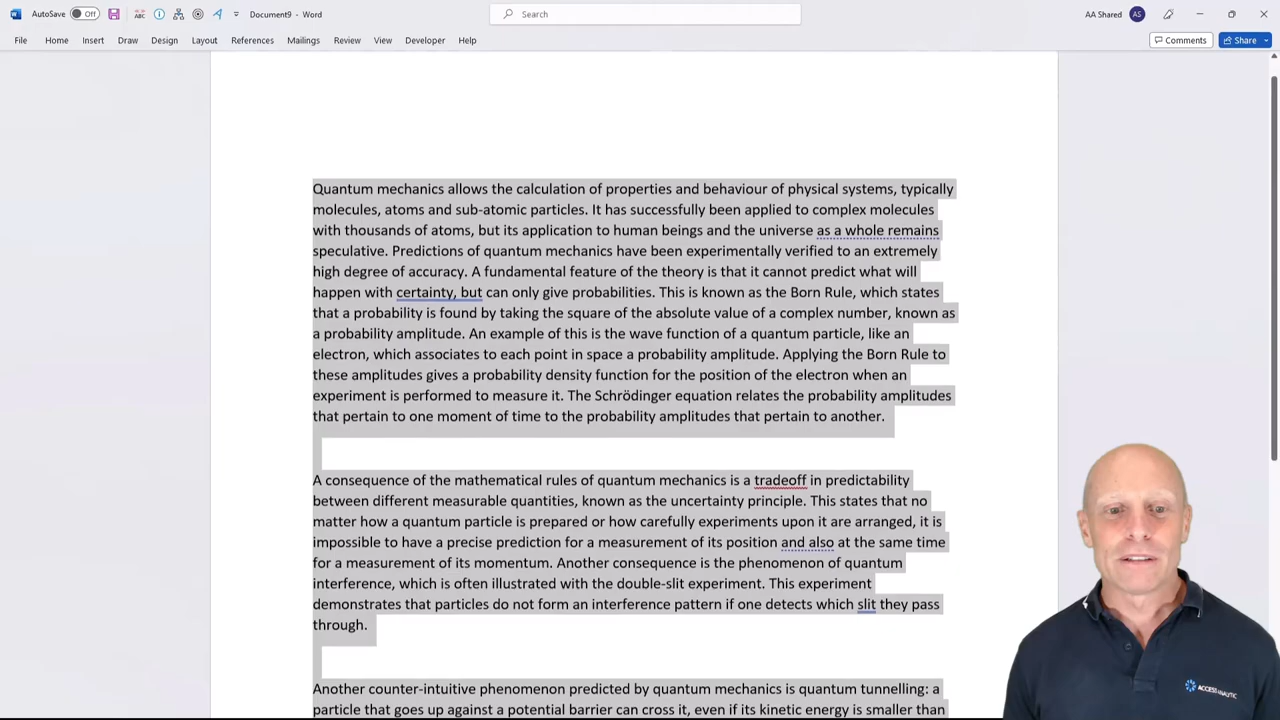 AutoSave Off Document9 - Word Search AA Shared AS
File Home Insert Draw Design Layout References Mailings Review View Developer Help Comments Share
Quantum mechanics allows the calculation of properties and behaviour of physical systems, typically
molecules, atoms and sub-atomic particles. It has successfully been applied to complex molecules
with thousands of atoms, but its application to human beings and the universe as a whole remains
speculative. Predictions of quantum mechanics have been experimentally verified to an extremely
high degree of accuracy. A fundamental feature of the theory is that it cannot predict what will
happen with certainty, but can only give probabilities. This is known as the Born Rule, which states
that a probability is found by taking the square of the absolute value of a complex number, known as
a probability amplitude. An example of this is the wave function of a quantum particle, like an
electron, which associates to each point in space a probability amplitude. Applying the Born Rule to
these amplitudes gives a probability density function for the position of the electron when an
experiment is performed to measure it. The Schrödinger equation relates the probability amplitudes
that pertain to one moment of time to the probability amplitudes that pertain to another.
A consequence of the mathematical rules of quantum mechanics is a tradeoff in predictability
between different measurable quantities, known as the uncertainty principle. This states that no
matter how a quantum particle is prepared or how carefully experiments upon it are arranged, it is
impossible to have a precise prediction for a measurement of its position and also at the same time
for a measurement of its momentum. Another consequence is the phenomenon of quantum
interference, which is often illustrated with the double-slit experiment. This experiment
demonstrates that particles do not form an interference pattern if one detects which slit they pass
through.
Another counter-intuitive phenomenon predicted by quantum mechanics is quantum tunnelling: a
particle that goes up against a potential barrier can cross it, even if its kinetic energy is smaller than
ACCESS ANALYTIC